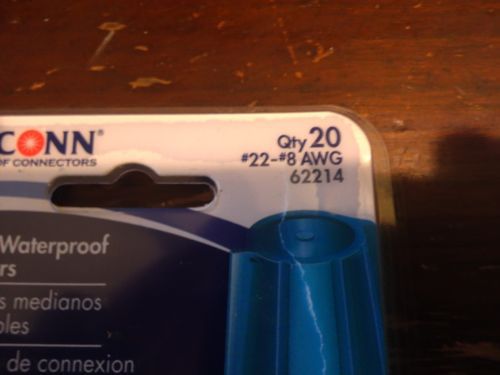 CONN®
OF CONNECTORS
Qty 20
#22-#8 AWG
62214
Waterproof
rs
s medianos
bles
de connexion